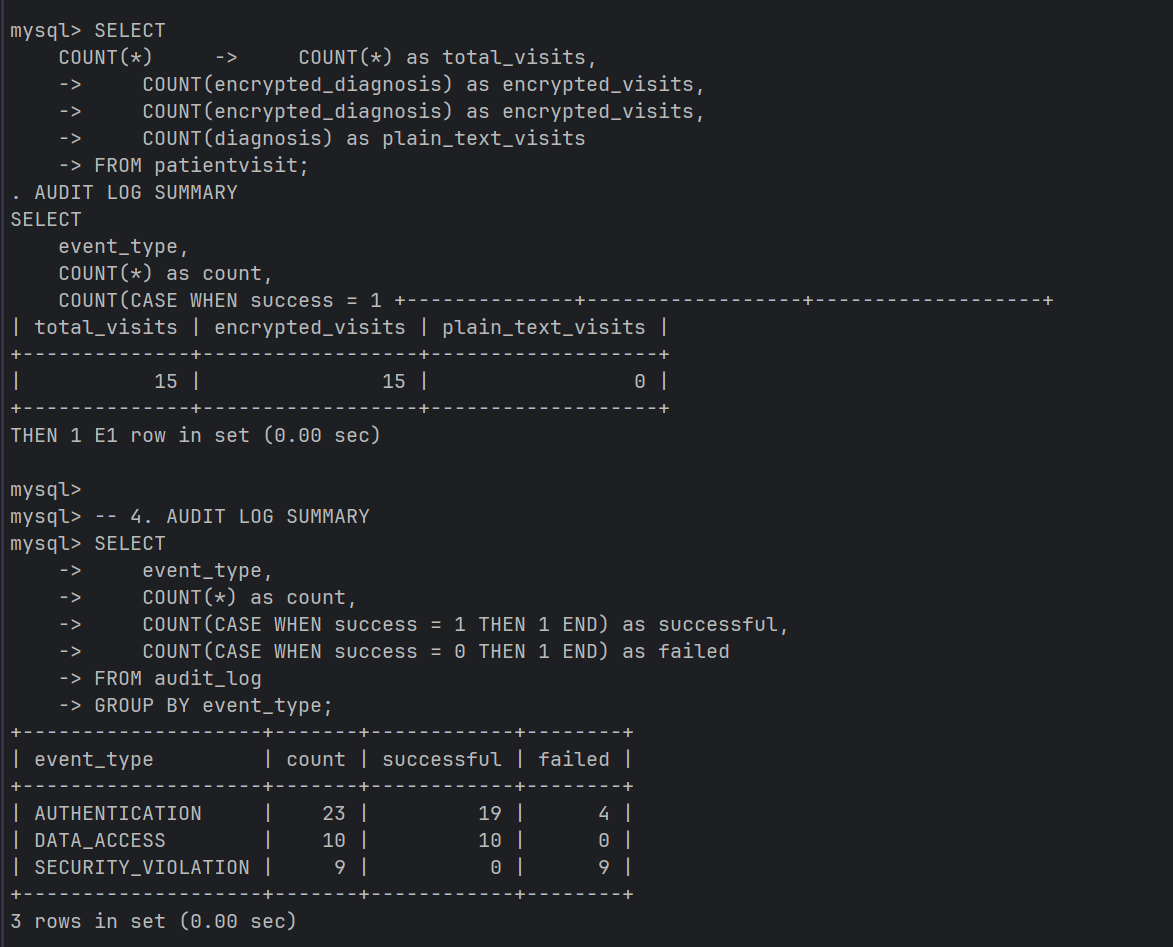 mysql> SELECT
    COUNT(*)     ->     COUNT(*) as total_visits,
    ->     COUNT(encrypted_diagnosis) as encrypted_visits,
    ->     COUNT(encrypted_diagnosis) as encrypted_visits,
    ->     COUNT(diagnosis) as plain_text_visits
    -> FROM patientvisit;
. AUDIT LOG SUMMARY
SELECT
    event_type,
    COUNT(*) as count,
    COUNT(CASE WHEN success = 1 +--------------+------------------+-------------------+
| total_visits | encrypted_visits | plain_text_visits |
+--------------+------------------+-------------------+
|           15 |               15 |                 0 |
+--------------+------------------+-------------------+
THEN 1 E1 row in set (0.00 sec)

mysql>
mysql> -- 4. AUDIT LOG SUMMARY
mysql> SELECT
    ->     event_type,
    ->     COUNT(*) as count,
    ->     COUNT(CASE WHEN success = 1 THEN 1 END) as successful,
    ->     COUNT(CASE WHEN success = 0 THEN 1 END) as failed
    -> FROM audit_log
    -> GROUP BY event_type;
+--------------------+-------+------------+--------+
| event_type         | count | successful | failed |
+--------------------+-------+------------+--------+
| AUTHENTICATION     |    23 |         19 |      4 |
| DATA_ACCESS        |    10 |         10 |      0 |
| SECURITY_VIOLATION |     9 |          0 |      9 |
+--------------------+-------+------------+--------+
3 rows in set (0.00 sec)